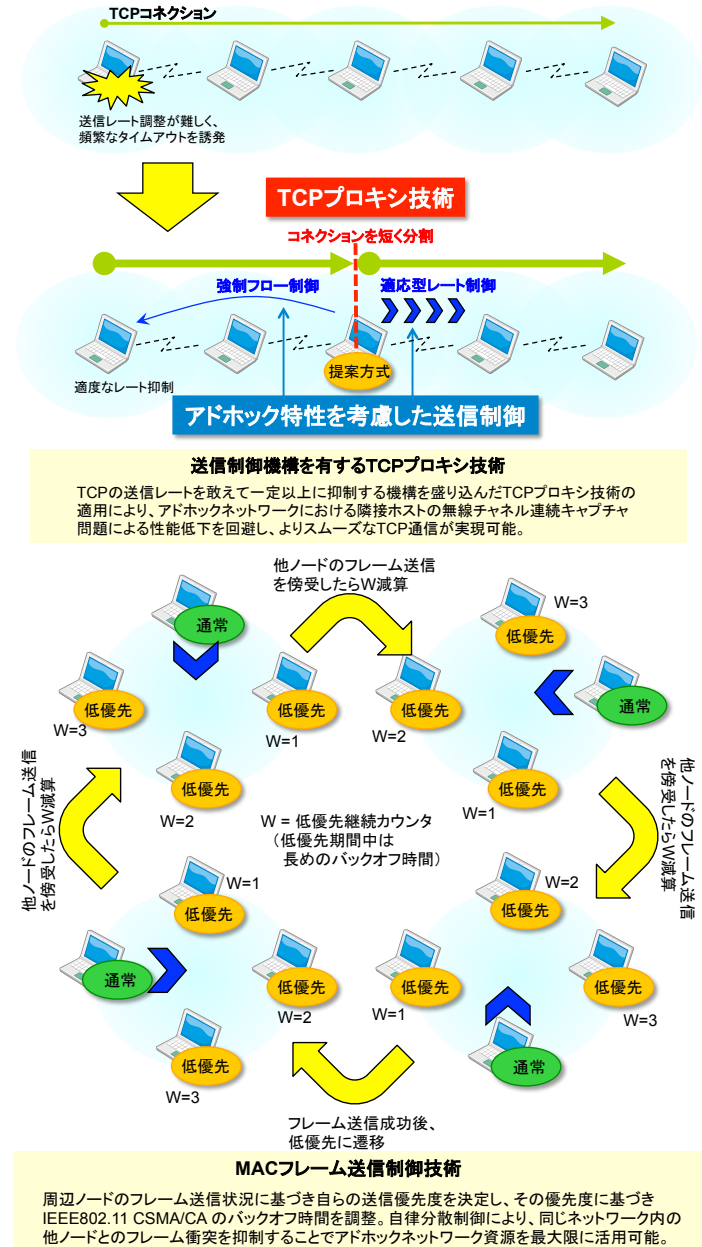 TCPコネクション
送信レート調整が難しく、
頻繁なタイムアウトを誘発
TCPプロキシ技術
コネクションを短く分割
強制フロー制御
適応型レート制御
適度なレート抑制
提案方式
アドホック特性を考慮した送信制御
送信制御機構を有するTCPプロキシ技術
TCPの送信レートを敢えて一定以上に抑制する機構を盛り込んだTCPプロキシ技術の
適用により、アドホックネットワークにおける隣接ホストの無線チャネル連続キャプチャ
問題による性能低下を回避し、よりスムーズなTCP通信が実現可能。
他ノードのフレーム送信
を傍受したらW減算
通常
低優先
W=3
低優先
W=1
低優先
W=2
W=3
低優先
通常
低優先
W=2
低優先
W=1
他ノードのフレーム送信
を傍受したらW減算
他ノードのフレーム送信
を傍受したらW減算
W = 低優先継続カウンタ
(低優先期間中は
長めのバックオフ時間)
W=1
低優先
通常
低優先
W=2
低優先
W=3
W=2
低優先
低優先
W=1
低優先
W=3
通常
フレーム送信成功後、
低優先に遷移
MACフレーム送信制御技術
周辺ノードのフレーム送信状況に基づき自らの送信優先度を決定し、その優先度に基づき
IEEE802.11 CSMA/CA のバックオフ時間を調整。自律分散制御により、同じネットワーク内の
他ノードとのフレーム衝突を抑制することでアドホックネットワーク資源を最大限に活用可能。